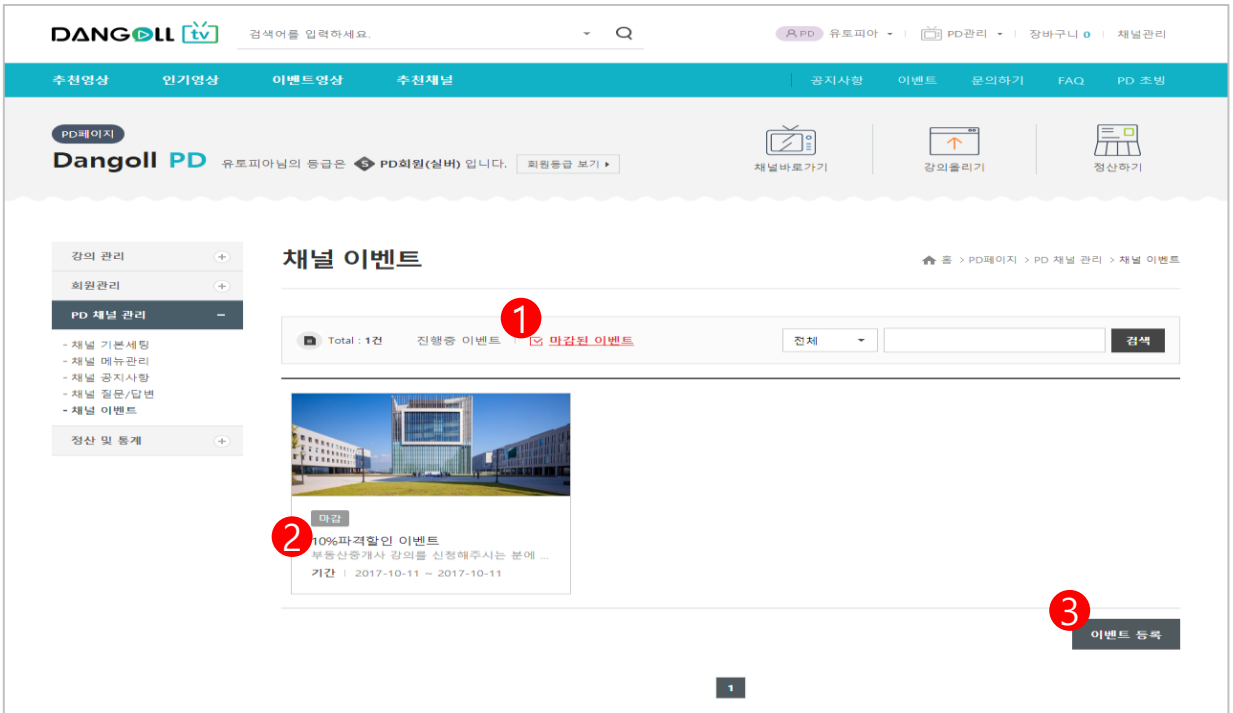 DANGOLL tv 검색어를 입력하세요. PD 유토피아 PD관리 장바구니 0 채널관리
추천영상 인기영상 이벤트영상 추천채널 공지사항 이벤트 문의하기 FAQ PD 초빙
PD페이지
Dangoll PD 유토피아님의 등급은 S PD회원(실버) 입니다. 회원등급 보기
채널바로가기 강의올리기 정산하기
강의 관리
회원관리
PD 채널 관리
- 채널 기본세팅
- 채널 메뉴관리
- 채널 공지사항
- 채널 질문/답변
- 채널 이벤트
정산 및 통계
채널 이벤트
홈 > PD페이지 > PD 채널 관리 > 채널 이벤트
1
Total : 1건 진행중 이벤트 마감된 이벤트 전체 검색
마감
2
10%파격할인 이벤트
부동산중개사 강의를 신청해주시는 분에 ...
기간 2017-10-11 ~ 2017-10-11
3
이벤트 등록
1